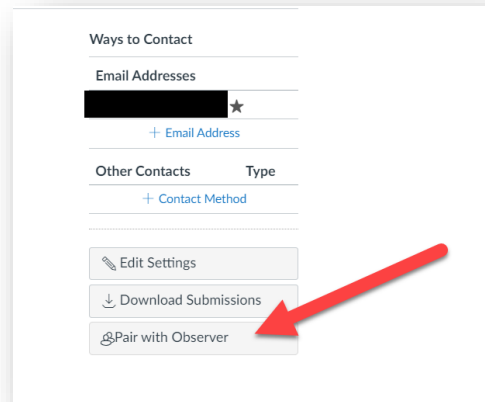 Ways to Contact
Email Addresses
+ Email Address
Other Contacts Type
+ Contact Method
Edit Settings
Download Submissions
Pair with Observer